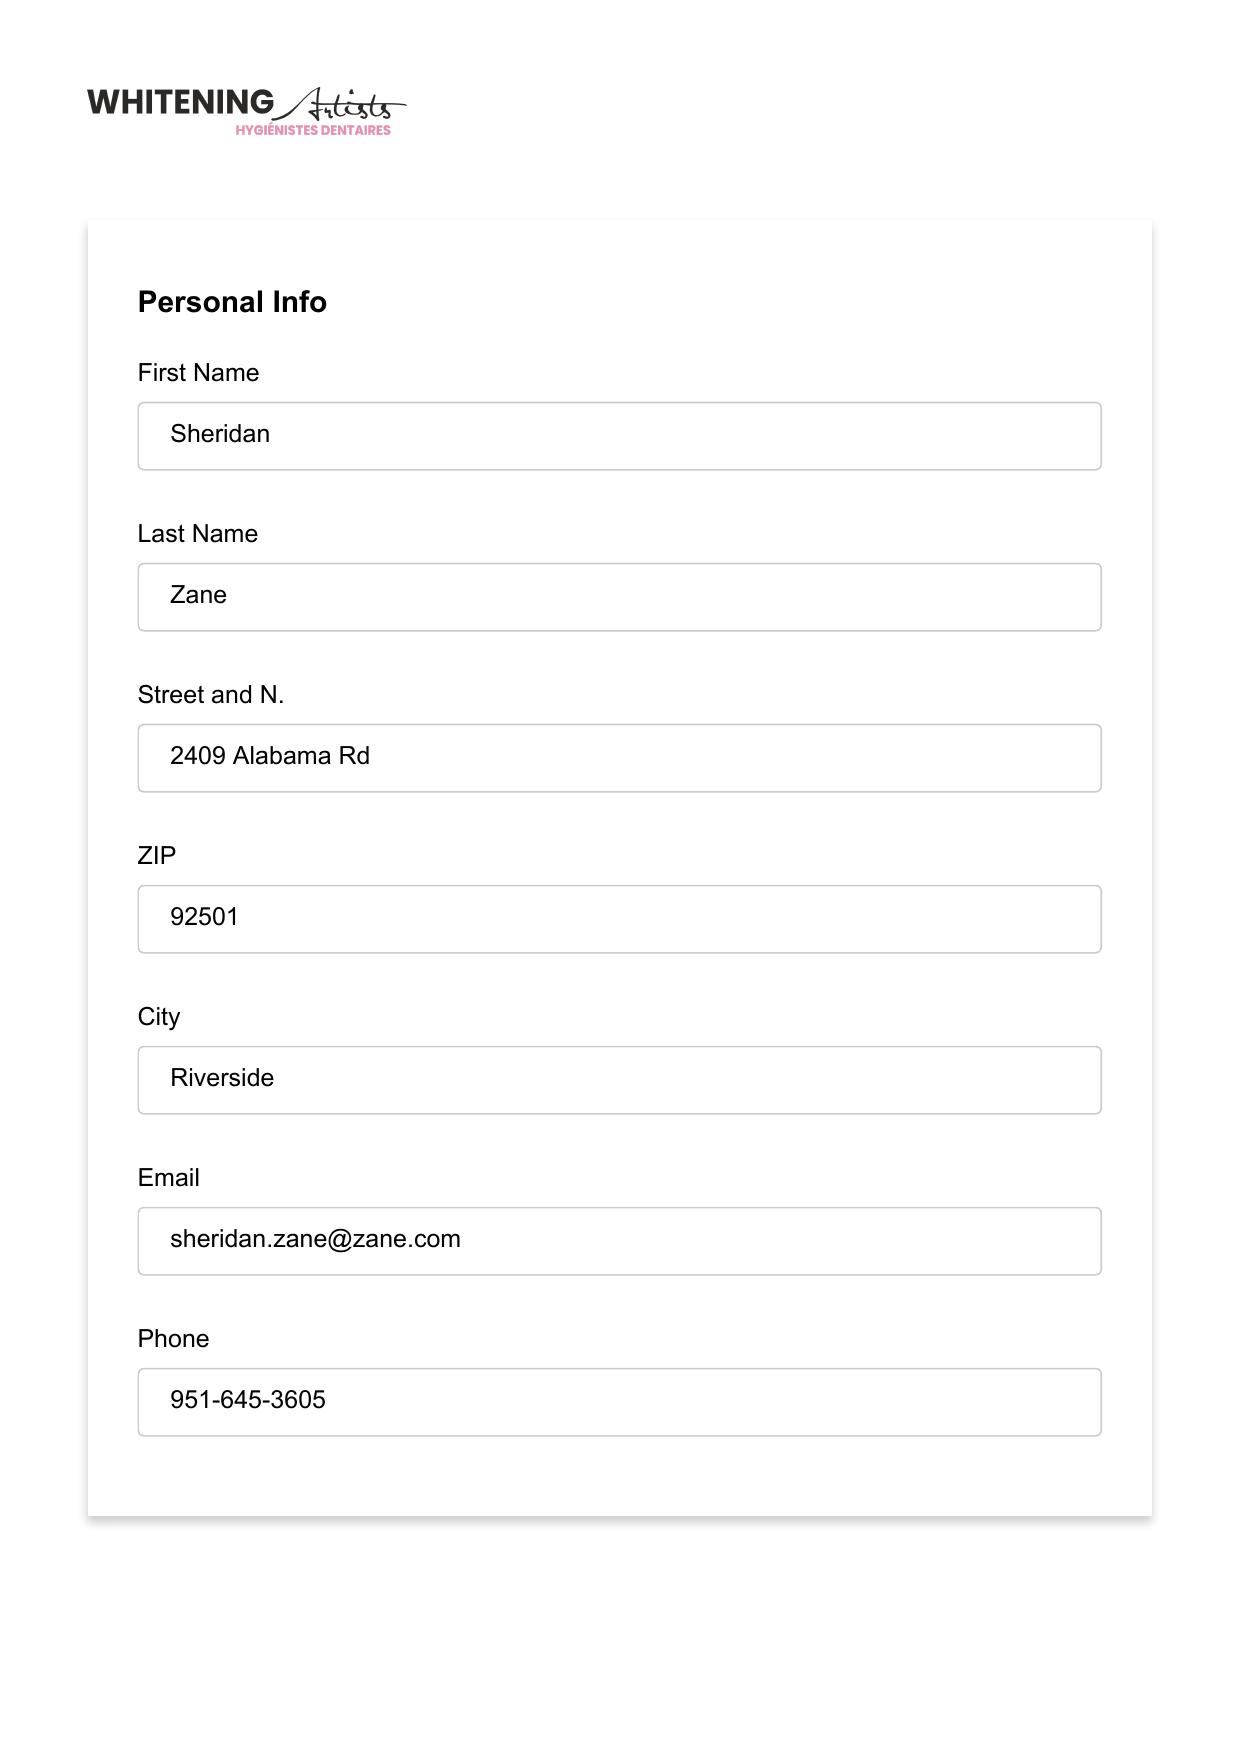 WHITENING Artists
HYGIÉNISTES DENTAIRES
Personal Info
First Name
Sheridan
Last Name
Zane
Street and N.
2409 Alabama Rd
ZIP
92501
City
Riverside
Email
sheridan.zane@zane.com
Phone
951-645-3605